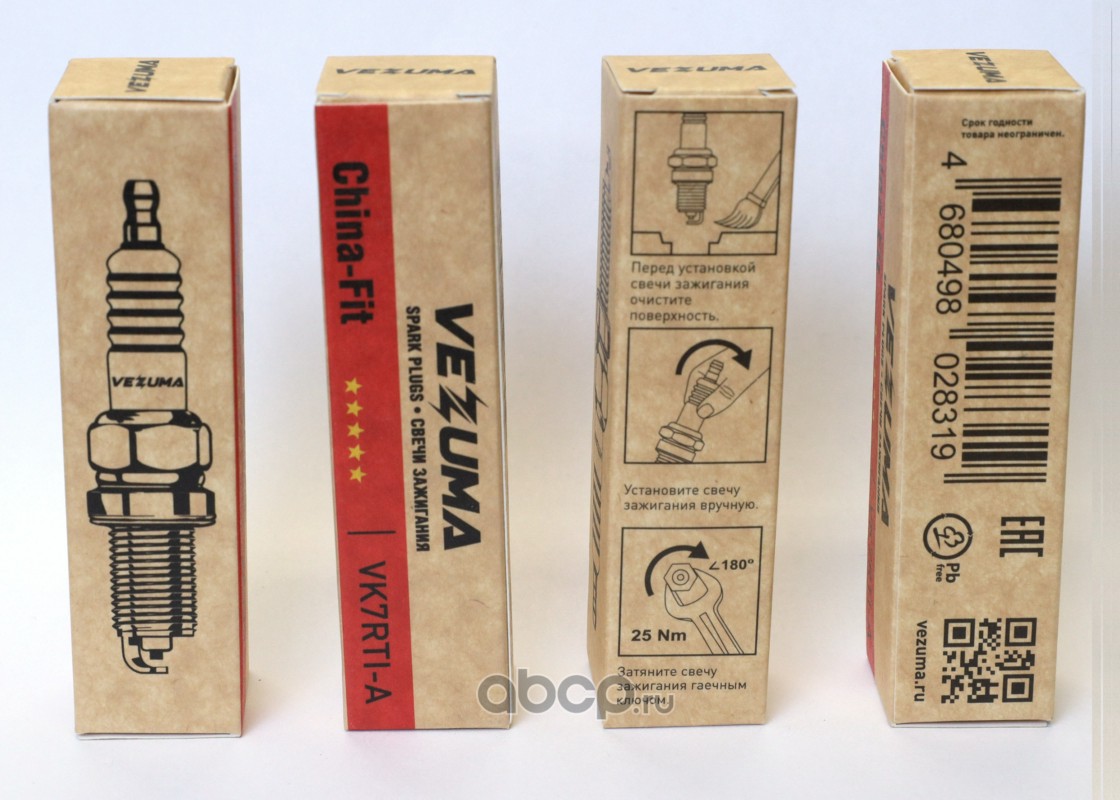 VEZUMA
VEZUMA
VEZUMA
China-Fit
VEZUMA
SPARK PLUGS • СВЕЧИ ЗАЖИГАНИЯ
★★★★★ | VK7RTI-A
VEZUMA
Перед установкой
свечи зажигания
очистите
поверхность.
Установите свечу
зажигания вручную.
∠180°
25 Nm
Затяните свечу
зажигания гаечным
ключом.
abcp.ru
VEZUMA
Срок годности
товара неограничен.
4 680498 028319
EAC
Pb
free
vezuma.ru
VEZUMA